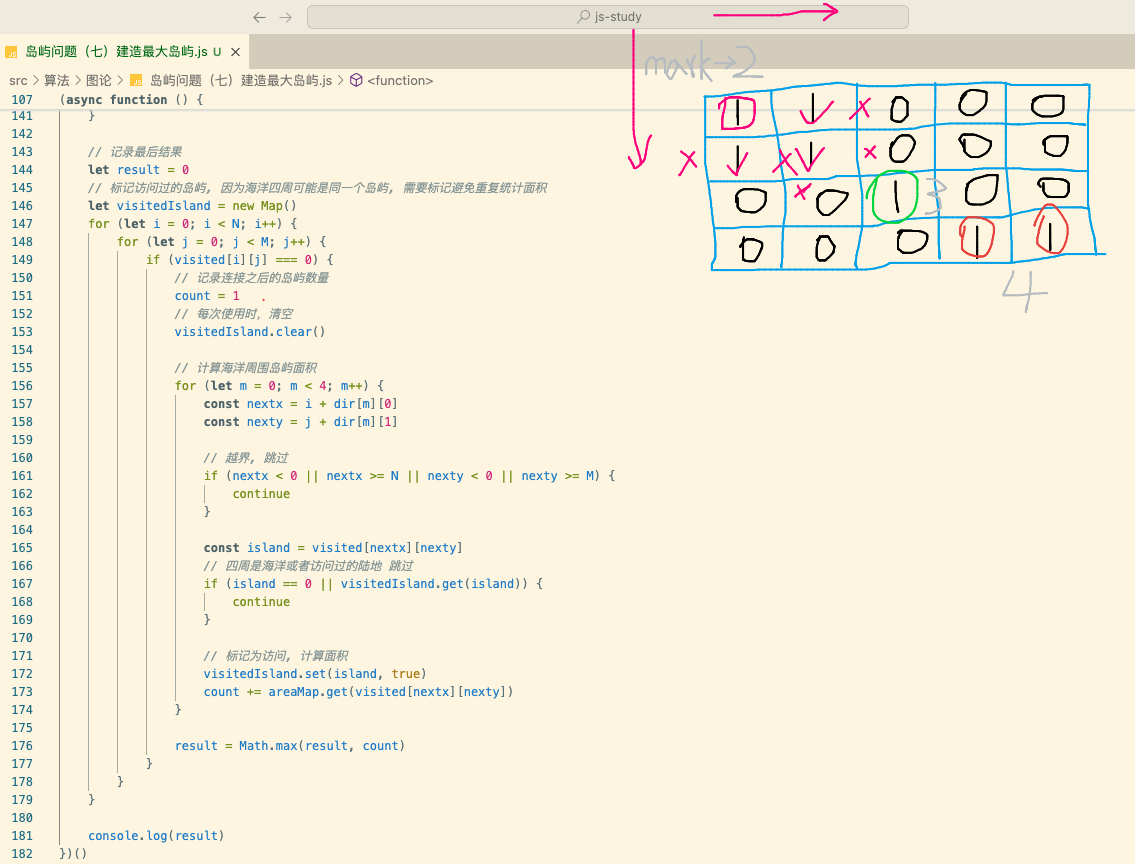 js-study
岛屿问题（七）建造最大岛屿.js U
src 算法 图论 岛屿问题（七）建造最大岛屿.js <function>
107 (async function () {
141 }
142
143 // 记录最后结果
144 let result = 0
145 // 标记访问过的岛屿, 因为海洋四周可能是同一个岛屿, 需要标记避免重复统计面积
146 let visitedIsland = new Map()
147 for (let i = 0; i < N; i++) {
148 for (let j = 0; j < M; j++) {
149 if (visited[i][j] === 0) {
150 // 记录连接之后的岛屿数量
151 count = 1
152 // 每次使用时，清空
153 visitedIsland.clear()
154
155 // 计算海洋周围岛屿面积
156 for (let m = 0; m < 4; m++) {
157 const nextx = i + dir[m][0]
158 const nexty = j + dir[m][1]
159
160 // 越界, 跳过
161 if (nextx < 0 || nextx >= N || nexty < 0 || nexty >= M) {
162 continue
163 }
164
165 const island = visited[nextx][nexty]
166 // 四周是海洋或者访问过的陆地 跳过
167 if (island == 0 || visitedIsland.get(island)) {
168 continue
169 }
170
171 // 标记为访问, 计算面积
172 visitedIsland.set(island, true)
173 count += areaMap.get(visited[nextx][nexty])
174 }
175
176 result = Math.max(result, count)
177 }
178 }
179 }
180
181 console.log(result)
182 })()
mark→2
1 1 0 0 0
1 1 0 0 0
0 0 1 3 0 0
0 0 0 1 1
4